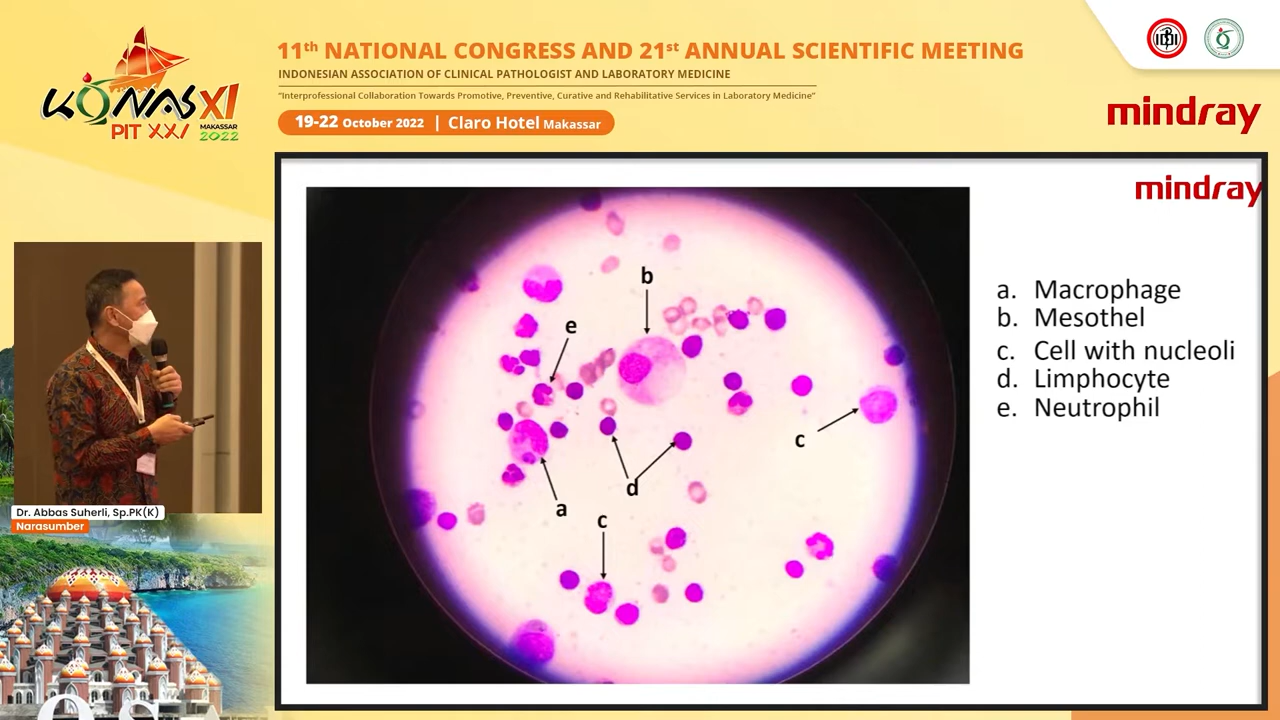 KONAS XI
PIT XXI
MAKASSAR
2022
11th NATIONAL CONGRESS AND 21st ANNUAL SCIENTIFIC MEETING
INDONESIAN ASSOCIATION OF CLINICAL PATHOLOGIST AND LABORATORY MEDICINE
"Interprofessional Collaboration Towards Promotive, Preventive, Curative and Rehabilitative Services in Laboratory Medicine"
19-22 October 2022 | Claro Hotel Makassar
mindray
mindray
b
e
c
d
a
c
a. Macrophage
b. Mesothel
c. Cell with nucleoli
d. Limphocyte
e. Neutrophil
Dr. Abbas Suherli, Sp.PK(K)
Narasumber